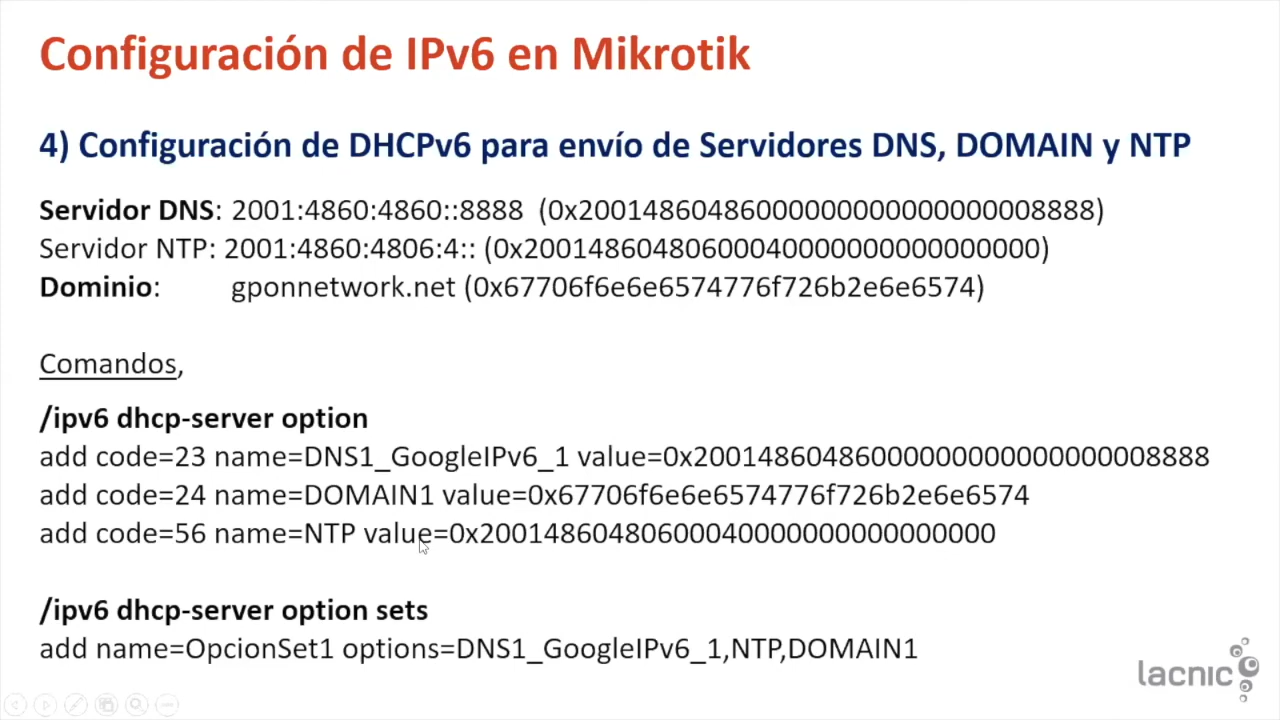 Configuración de IPv6 en Mikrotik
4) Configuración de DHCPv6 para envío de Servidores DNS, DOMAIN y NTP
Servidor DNS: 2001:4860:4860::8888 (0x20014860486000000000000000008888)
Servidor NTP: 2001:4860:4806:4:: (0x20014860480600040000000000000000)
Dominio: gponnetwork.net (0x67706f6e6e6574776f726b2e6e6574)
Comandos,
/ipv6 dhcp-server option
add code=23 name=DNS1_GoogleIPv6_1 value=0x20014860486000000000000000008888
add code=24 name=DOMAIN1 value=0x67706f6e6e6574776f726b2e6e6574
add code=56 name=NTP value=0x20014860480600040000000000000000
/ipv6 dhcp-server option sets
add name=OpcionSet1 options=DNS1_GoogleIPv6_1,NTP,DOMAIN1
lacnic